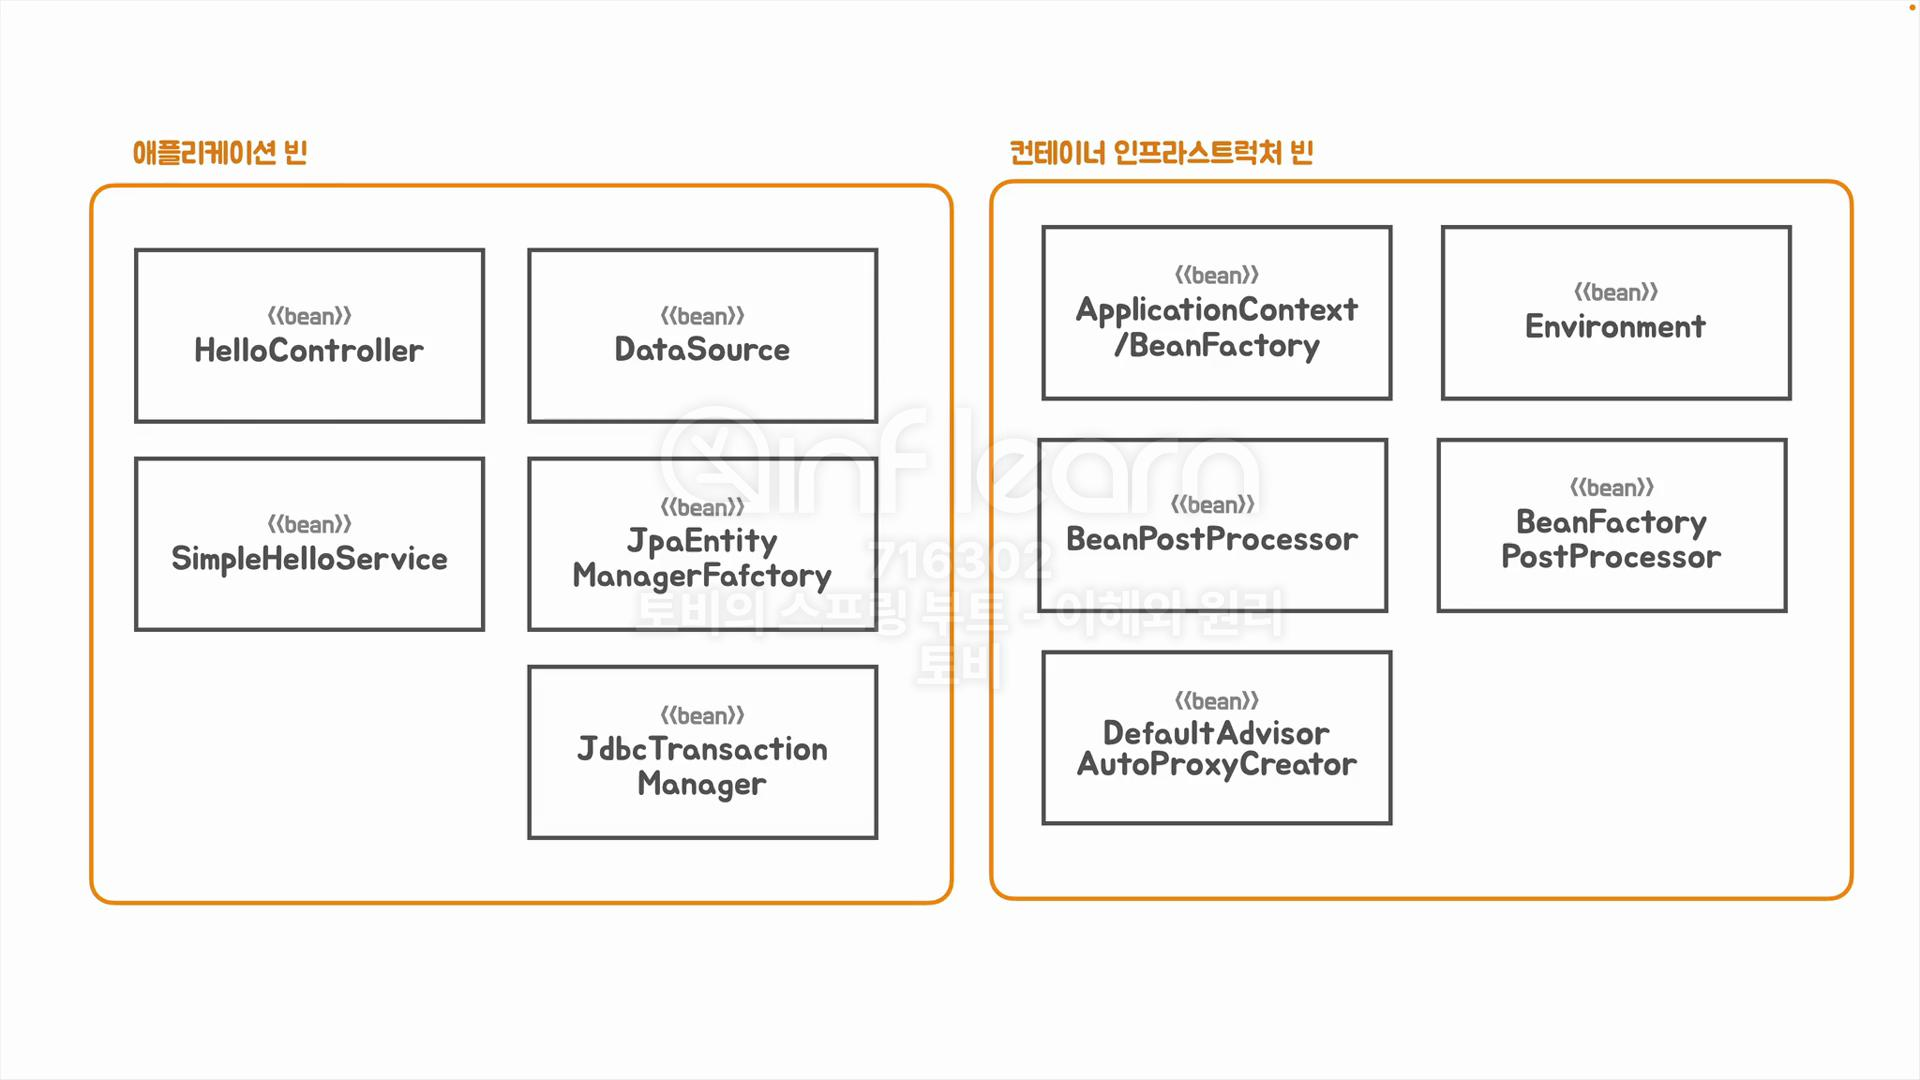 애플리케이션 빈
《bean》
HelloController
《bean》
DataSource
《bean》
SimpleHelloService
《bean》
JpaEntity
ManagerFafctory
《bean》
JdbcTransaction
Manager
컨테이너 인프라스트럭처 빈
《bean》
ApplicationContext
/BeanFactory
《bean》
Environment
《bean》
BeanPostProcessor
《bean》
BeanFactory
PostProcessor
《bean》
DefaultAdvisor
AutoProxyCreator
inflearn
716302
토비의 스프링 부트 - 이해와 원리
토비